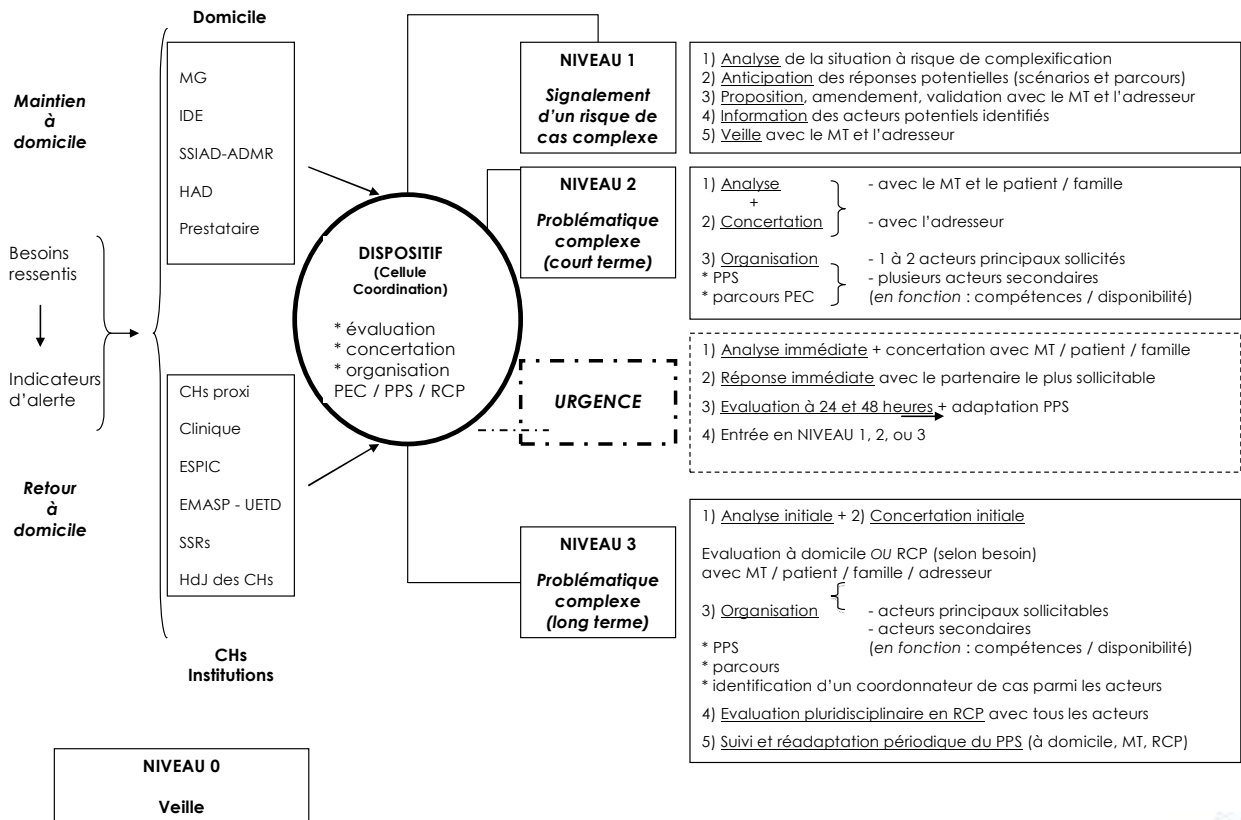 Domicile
MG
IDE
SSIAD-ADMR
HAD
Prestataire
Maintien
à
domicile
Besoins
ressentis
Indicateurs
d'alerte
Retour
à
domicile
CHs proxi
Clinique
ESPIC
EMASP - UETD
SSRs
HdJ des CHs
CHs
Institutions
NIVEAU 0
Veille
DISPOSITIF
(Cellule
Coordination)
* évaluation
* concertation
* organisation
PEC / PPS / RCP
NIVEAU 1
Signalement
d'un risque de
cas complexe
1) Analyse de la situation à risque de complexification
2) Anticipation des réponses potentielles (scénarios et parcours)
3) Proposition, amendement, validation avec le MT et l'adresseur
4) Information des acteurs potentiels identifiés
5) Veille avec le MT et l'adresseur
NIVEAU 2
Problématique
complexe
(court terme)
1) Analyse - avec le MT et le patient / famille
+
2) Concertation - avec l'adresseur
3) Organisation - 1 à 2 acteurs principaux sollicités
* PPS - plusieurs acteurs secondaires
* parcours PEC (en fonction : compétences / disponibilité)
URGENCE
1) Analyse immédiate + concertation avec MT / patient / famille
2) Réponse immédiate avec le partenaire le plus sollicitable
3) Evaluation à 24 et 48 heures + adaptation PPS
4) Entrée en NIVEAU 1, 2, ou 3
NIVEAU 3
Problématique
complexe
(long terme)
1) Analyse initiale + 2) Concertation initiale
Evaluation à domicile OU RCP (selon besoin)
avec MT / patient / famille / adresseur
3) Organisation - acteurs principaux sollicitables
- acteurs secondaires
* PPS (en fonction : compétences / disponibilité)
* parcours
* identification d'un coordonnateur de cas parmi les acteurs
4) Evaluation pluridisciplinaire en RCP avec tous les acteurs
5) Suivi et réadaptation périodique du PPS (à domicile, MT, RCP)